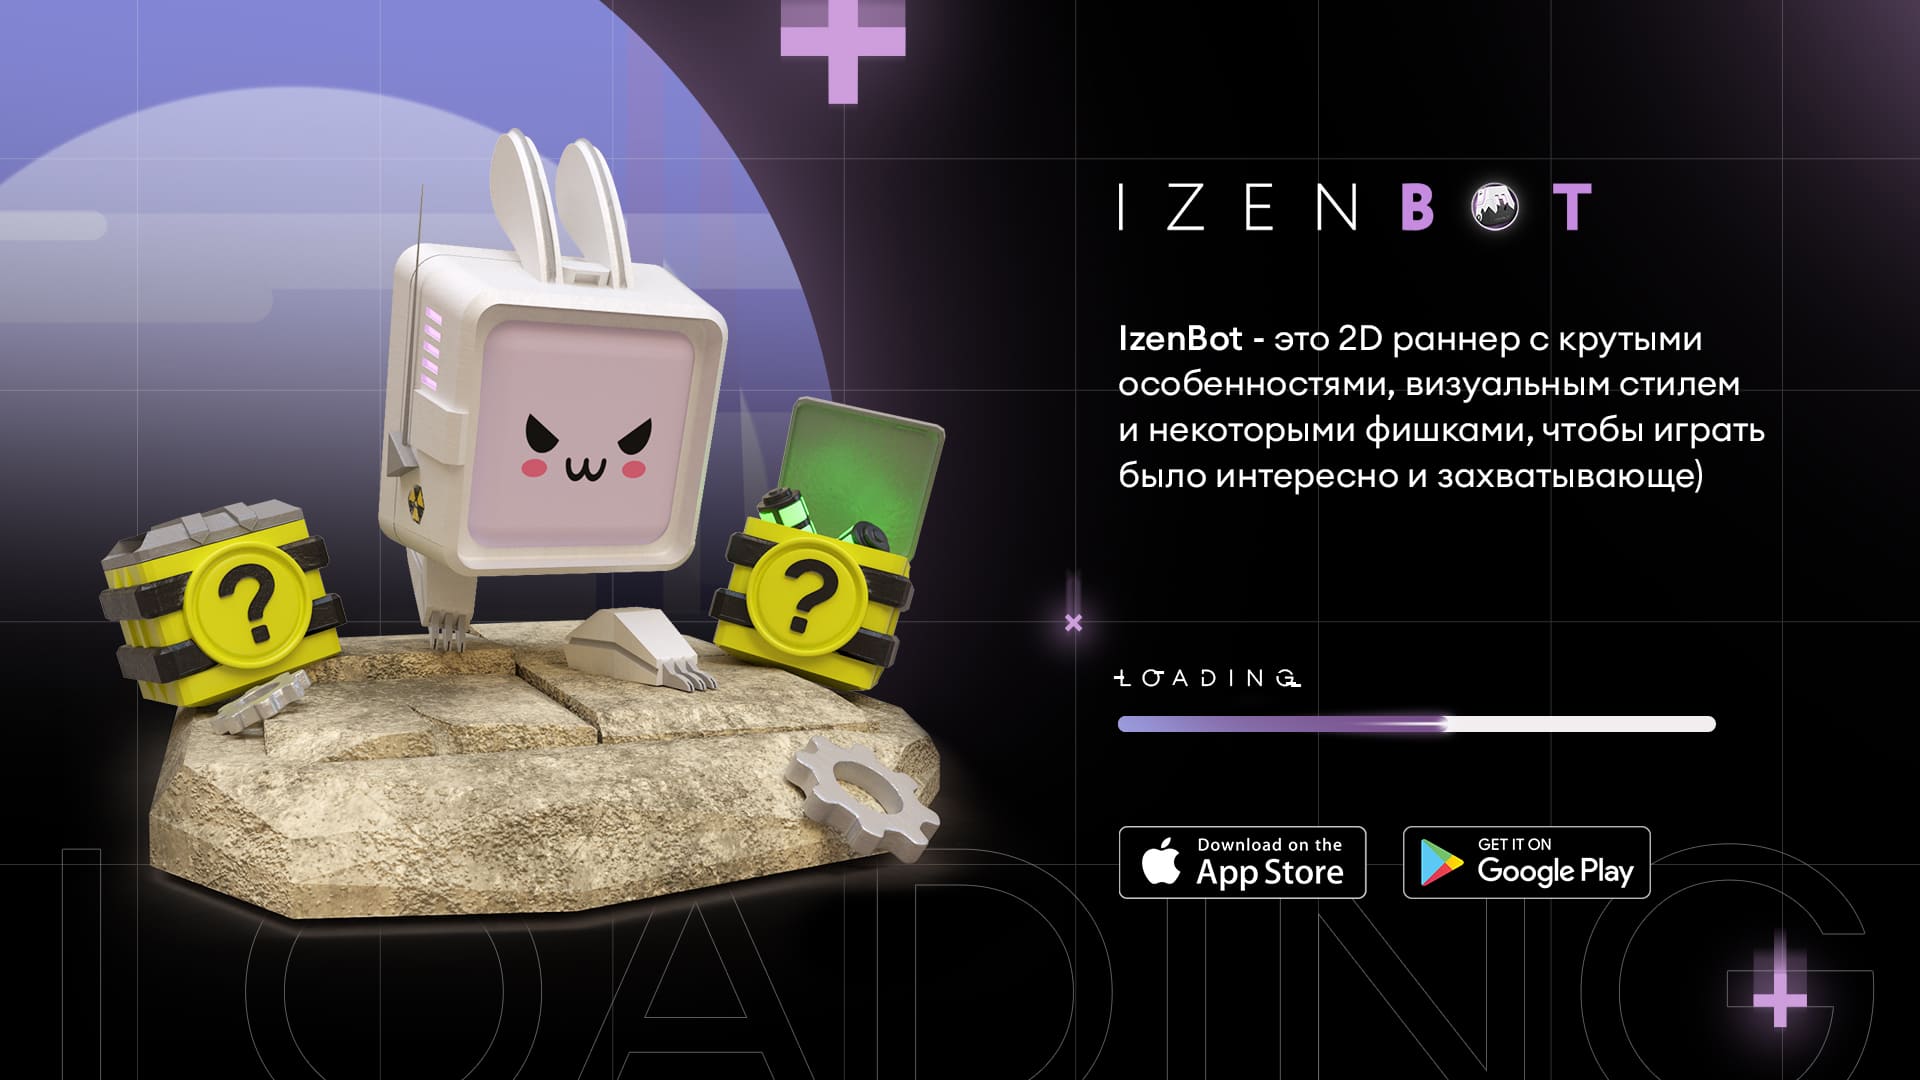 IZENBOT
IzenBot - это 2D раннер с крутыми
особенностями, визуальным стилем
и некоторыми фишками, чтобы играть
было интересно и захватывающе)
?
?
LOADING
Download on the
App Store
GET IT ON
Google Play
LOADING